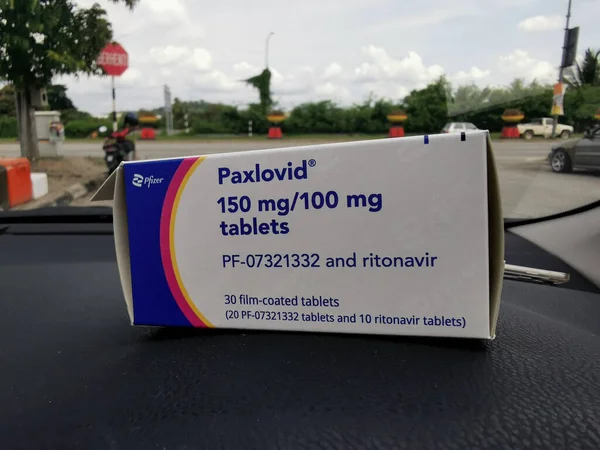 BERHENTI
Pfizer
Paxlovid®
150 mg/100 mg
tablets
PF-07321332 and ritonavir
30 film-coated tablets
(20 PF-07321332 tablets and 10 ritonavir tablets)